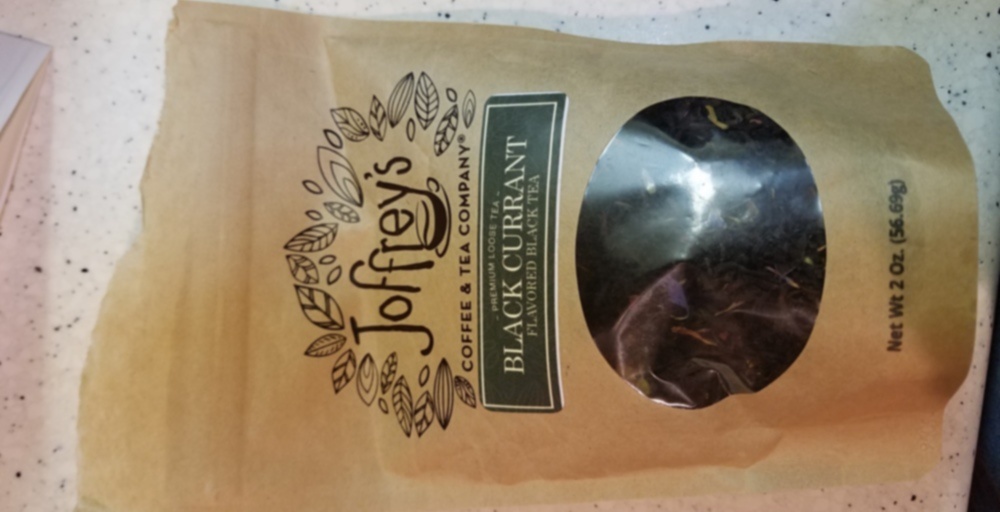 Joffrey's
COFFEE & TEA COMPANY®
- PREMIUM LOOSE TEA -
BLACK CURRANT
FLAVORED BLACK TEA
Net Wt 2 Oz. (56.69g)